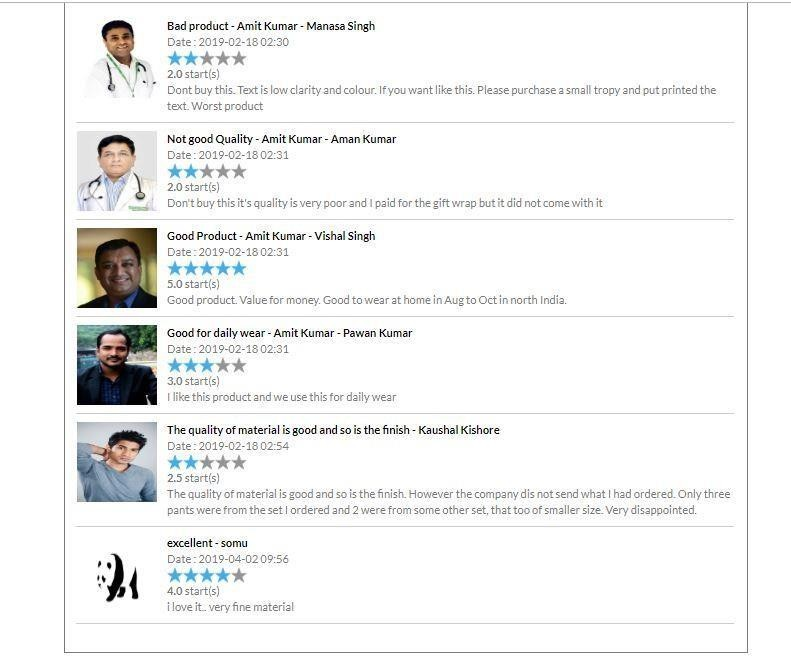 Bad product - Amit Kumar - Manasa Singh
Date : 2019-02-18 02:30
2.0 start(s)
Dont buy this. Text is low clarity and colour. If you want like this. Please purchase a small tropy and put printed the
text. Worst product
Not good Quality - Amit Kumar - Aman Kumar
Date : 2019-02-18 02:31
2.0 start(s)
Don't buy this it's quality is very poor and I paid for the gift wrap but it did not come with it
Good Product - Amit Kumar - Vishal Singh
Date : 2019-02-18 02:31
5.0 start(s)
Good product. Value for money. Good to wear at home in Aug to Oct in north India.
Good for daily wear - Amit Kumar - Pawan Kumar
Date : 2019-02-18 02:31
3.0 start(s)
I like this product and we use this for daily wear
The quality of material is good and so is the finish - Kaushal Kishore
Date : 2019-02-18 02:54
2.5 start(s)
The quality of material is good and so is the finish. However the company dis not send what I had ordered. Only three
pants were from the set I ordered and 2 were from some other set, that too of smaller size. Very disappointed.
excellent - somu
Date : 2019-04-02 09:56
4.0 start(s)
i love it.. very fine material